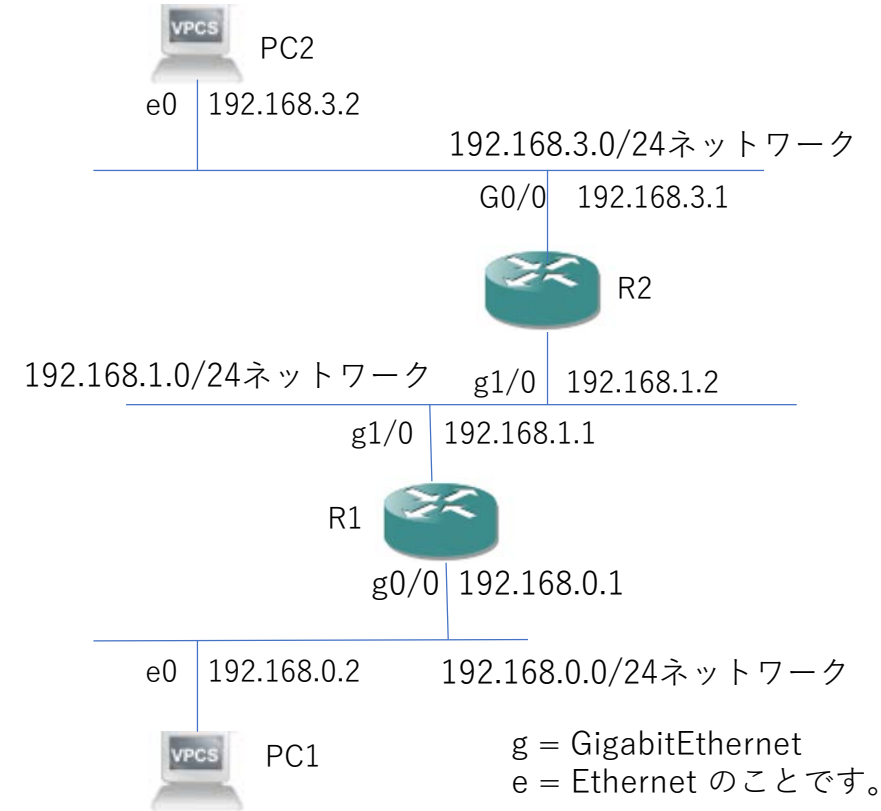 VPCS
PC2
e0 192.168.3.2
192.168.3.0/24ネットワーク
G0/0 192.168.3.1
R2
192.168.1.0/24ネットワーク
g1/0 192.168.1.2
g1/0 192.168.1.1
R1
g0/0 192.168.0.1
e0 192.168.0.2
192.168.0.0/24ネットワーク
VPCS
PC1
g = GigabitEthernet
e = Ethernet のことです。